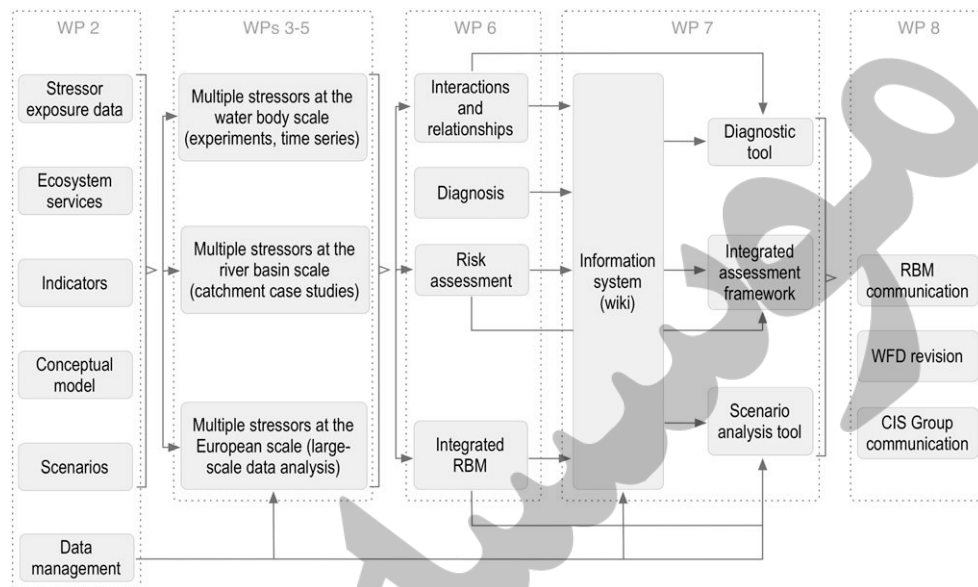 WP 2
WPs 3-5
WP 6
WP 7
WP 8
Stressor
exposure data
Ecosystem
services
Indicators
Conceptual
model
Scenarios
Data
management
Multiple stressors at the
water body scale
(experiments, time series)
Multiple stressors at the
river basin scale
(catchment case studies)
Multiple stressors at the
European scale (large-
scale data analysis)
Interactions
and
relationships
Diagnosis
Risk
assessment
Integrated
RBM
Information
system
(wiki)
Diagnostic
tool
Integrated
assessment
framework
Scenario
analysis tool
RBM
communication
WFD revision
CIS Group
communication